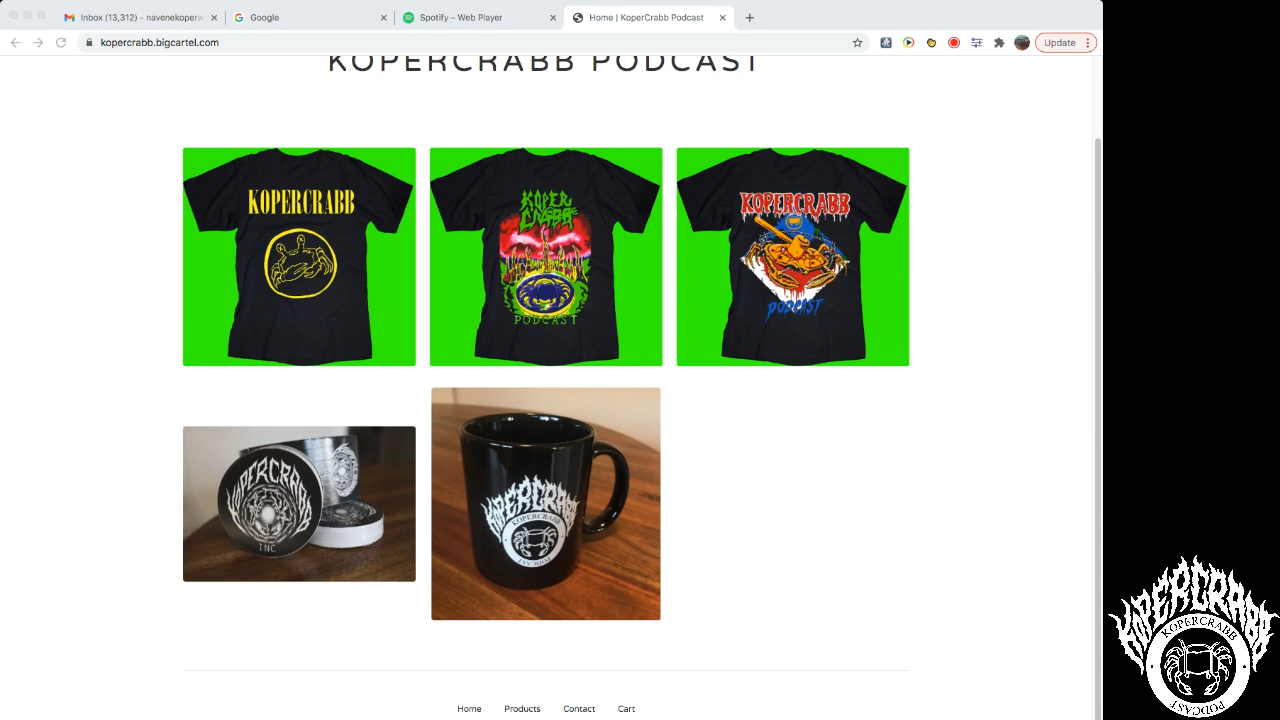 Inbox (13,312) - navenekoperw
Google
Spotify – Web Player
Home | KoperCrabb Podcast
kopercrabb.bigcartel.com
Update
KOPERCRABB PODCAST
KOPERCRABB
KOPER
CRABB
PODCAST
KOPERCRABB
PODCAST
KOPERCRABB
INC
KOPERCRABB
KOPERCRABB
PODCAST
KOPERCRABB
KOPERCRABB
PODCAST
Home Products Contact Cart